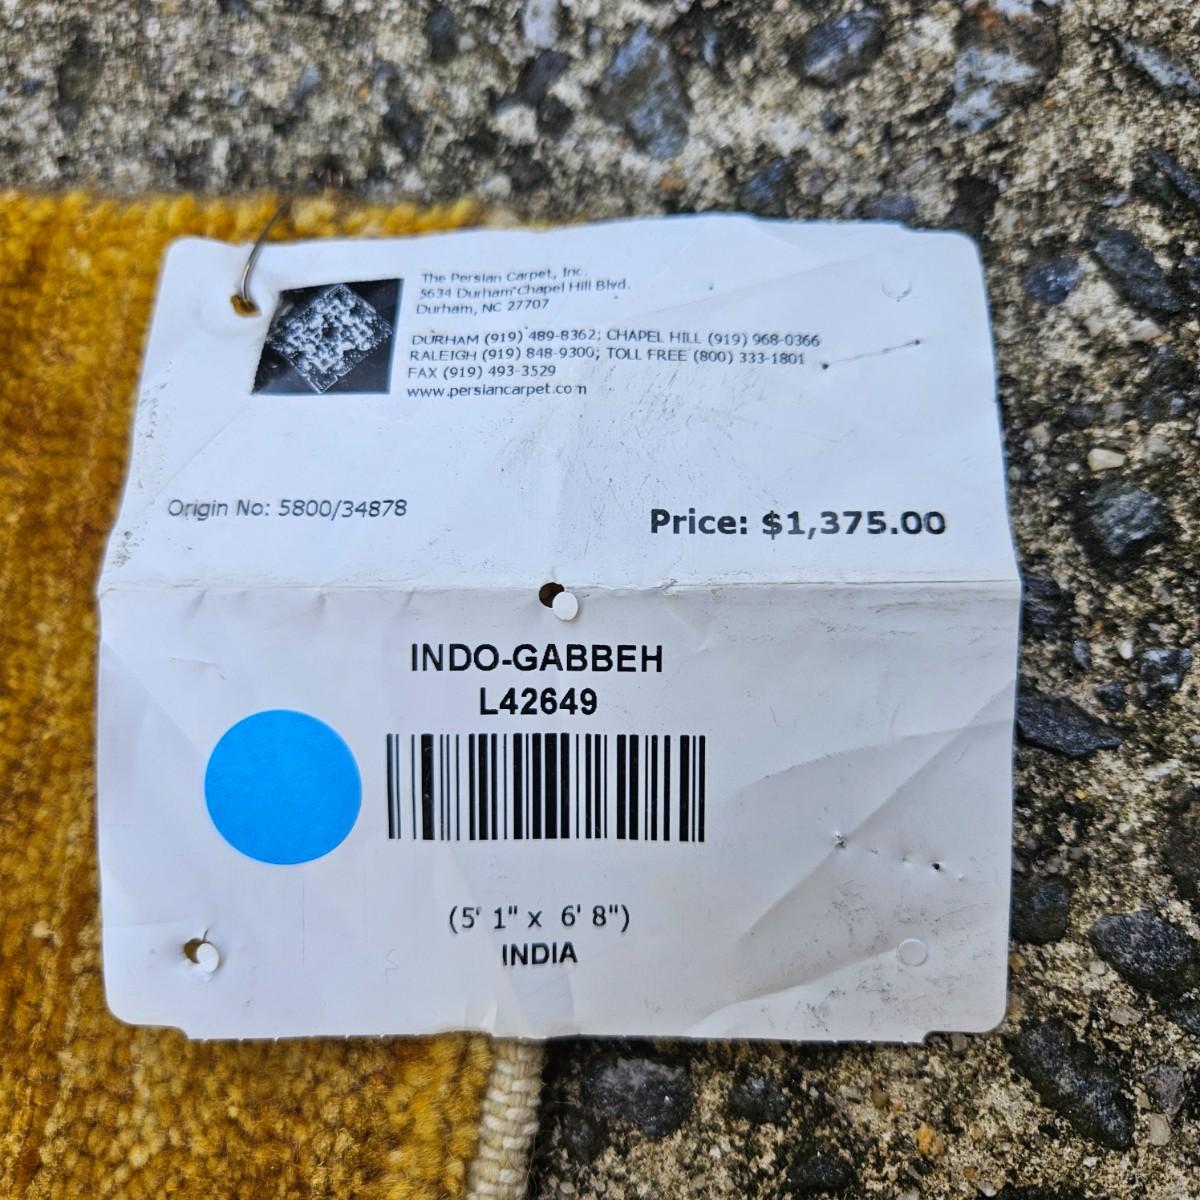 The Persian Carpet, Inc.
5634 Durham Chapel Hill Blvd.
Durham, NC 27707
DURHAM (919) 489-8362; CHAPEL HILL (919) 968-0366
RALEIGH (919) 848-9300; TOLL FREE (800) 333-1801
FAX (919) 493-3529
www.persiancarpet.com
Origin No: 5800/34878
Price: $1,375.00
INDO-GABBEH
L42649
(5' 1" x 6' 8")
INDIA